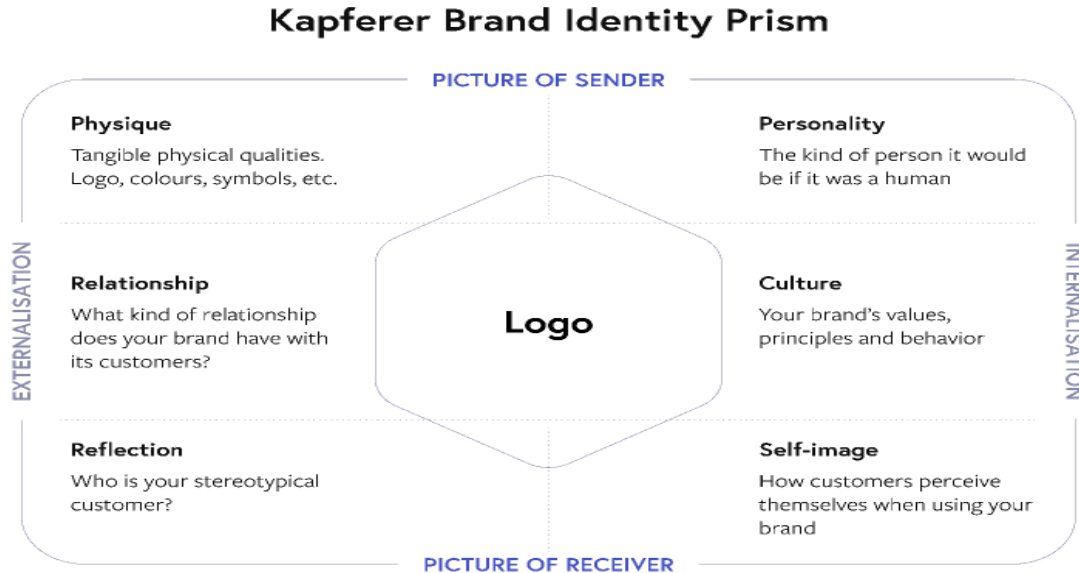 Kapferer Brand Identity Prism
PICTURE OF SENDER
Physique
Tangible physical qualities.
Logo, colours, symbols, etc.
Personality
The kind of person it would
be if it was a human
EXTERNALISATION
Relationship
What kind of relationship
does your brand have with
its customers?
Logo
Culture
Your brand's values,
principles and behavior
INTERNALISATION
Reflection
Who is your stereotypical
customer?
Self-image
How customers perceive
themselves when using your
brand
PICTURE OF RECEIVER